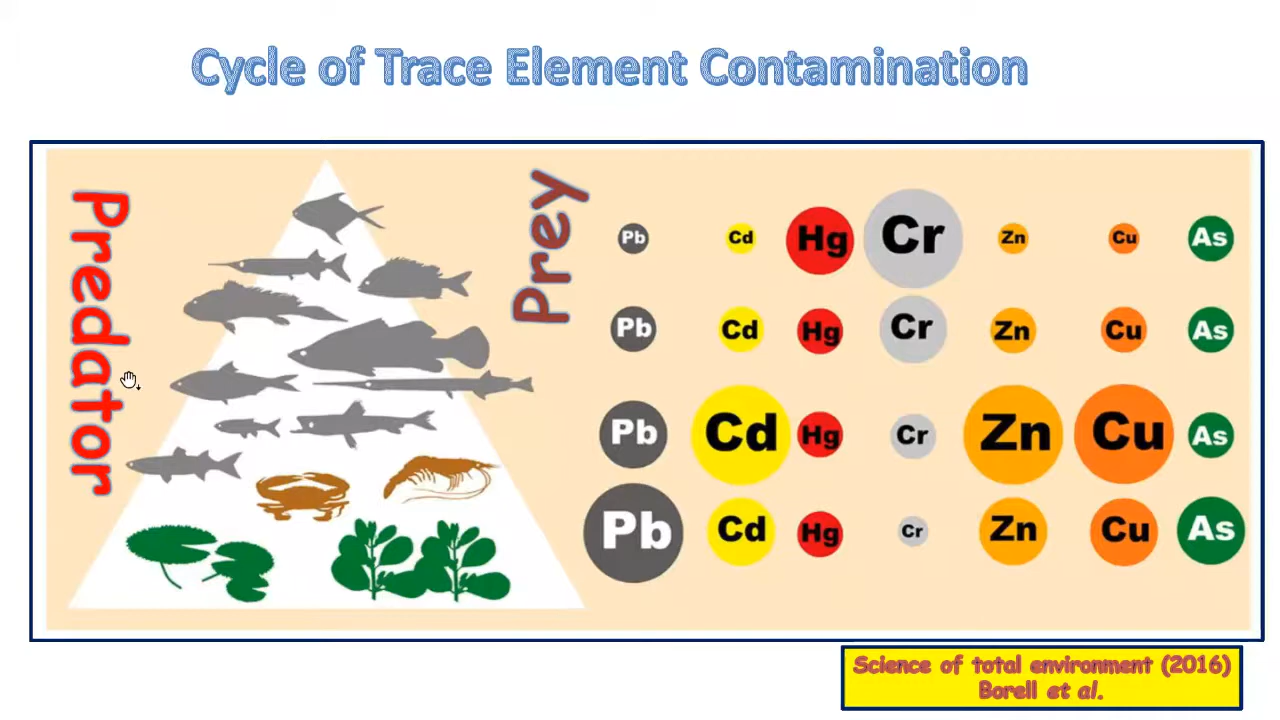 Cycle of Trace Element Contamination
Predator
Prey
Pb Cd Hg Cr Zn Cu As
Pb Cd Hg Cr Zn Cu As
Pb Cd Hg Cr Zn Cu As
Pb Cd Hg Cr Zn Cu As
Science of total environment (2016)
Borell et al.